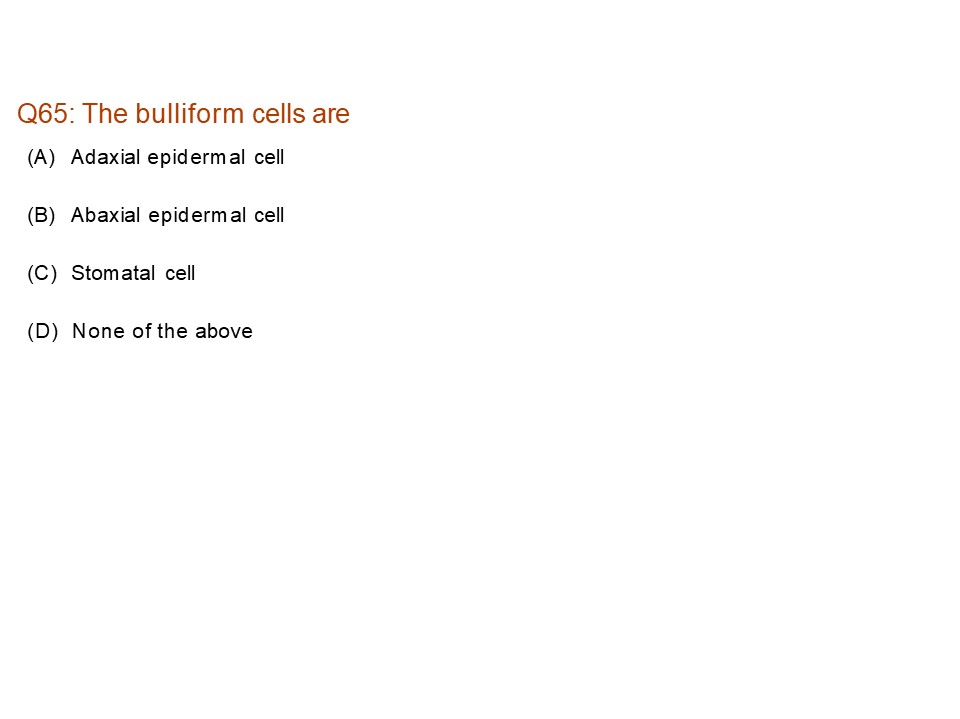 Q65: The bulliform cells are
(A) Adaxial epidermal cell
(B) Abaxial epidermal cell
(C) Stomatal cell
(D) None of the above